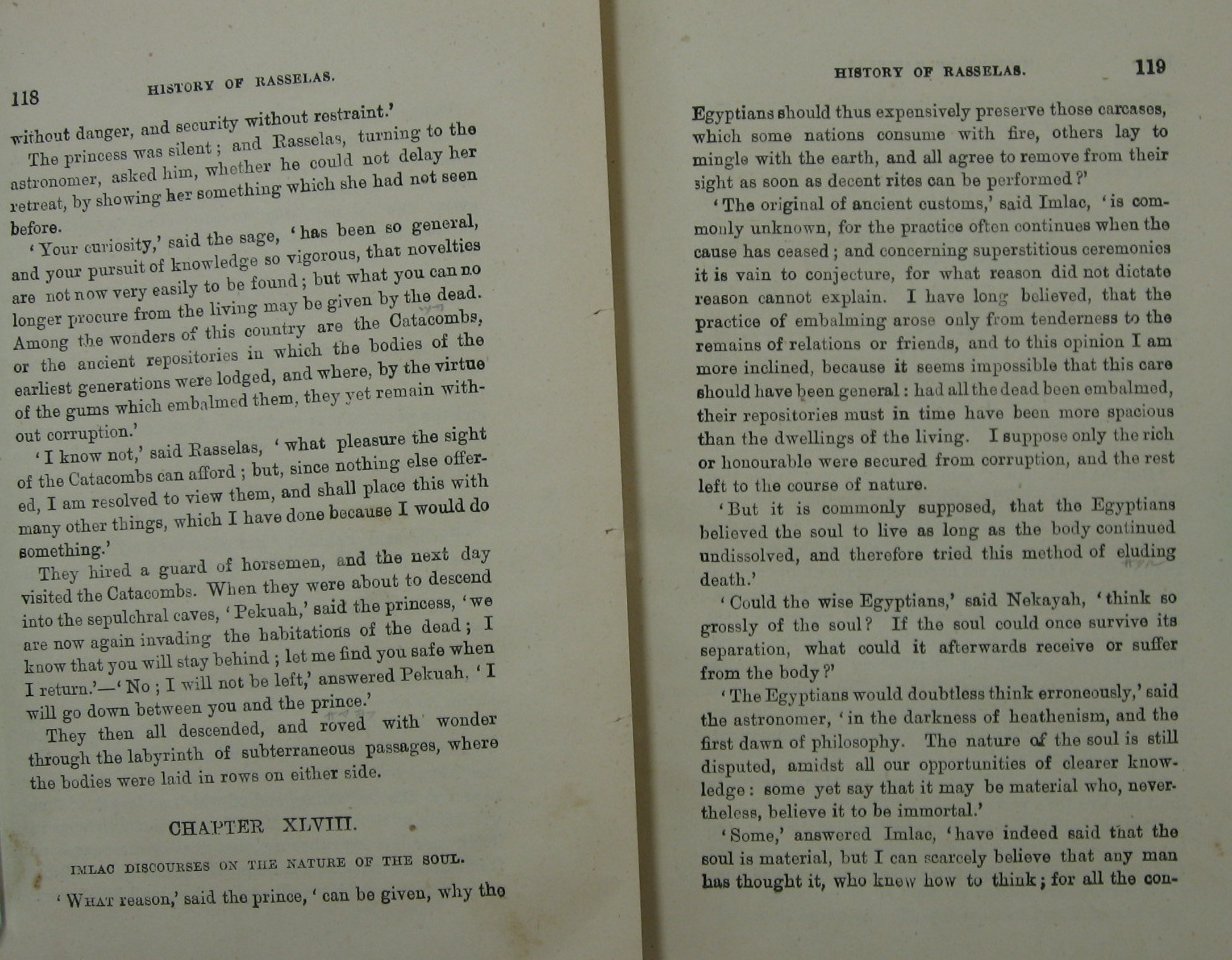 118
HISTORY OF RASSELAS.
without danger, and security without restraint.’
The princess was silent ; and Rasselas, turning to the
astronomer, asked him, whether he could not delay her
retreat, by showing her something which she had not seen
before.
‘ Your curiosity,’ said the sage, ‘ has been so general,
and your pursuit of knowledge so vigorous, that novelties
are not now very easily to be found ; but what you can no
longer procure from the living may be given by the dead.
Among the wonders of this country are the Catacombs,
or the ancient repositories in which the bodies of the
earliest generations were lodged, and where, by the virtue
of the gums which embalmed them, they yet remain with-
out corruption.’
‘ I know not,’ said Rasselas, ‘ what pleasure the sight
of the Catacombs can afford ; but, since nothing else offer-
ed, I am resolved to view them, and shall place this with
many other things, which I have done because I would do
something.’
They hired a guard of horsemen, and the next day
visited the Catacombs. When they were about to descend
into the sepulchral caves, ‘ Pekuah,’ said the princess, ‘ we
are now again invading the habitations of the dead ; I
know that you will stay behind ; let me find you safe when
I return.’—‘ No ; I will not be left,’ answered Pekuah, ‘ I
will go down between you and the prince.’
They then all descended, and roved with wonder
through the labyrinth of subterraneous passages, where
the bodies were laid in rows on either side.
CHAPTER XLVIII.
IMLAC DISCOURSES ON THE NATURE OF THE SOUL.
‘ WHAT reason,’ said the prince, ‘ can be given, why the
HISTORY OF RASSELAS.
119
Egyptians should thus expensively preserve those carcases,
which some nations consume with fire, others lay to
mingle with the earth, and all agree to remove from their
sight as soon as decent rites can be performed ?’
‘ The original of ancient customs,’ said Imlac, ‘ is com-
monly unknown, for the practice often continues when the
cause has ceased ; and concerning superstitious ceremonies
it is vain to conjecture, for what reason did not dictate
reason cannot explain. I have long believed, that the
practice of embalming arose only from tenderness to the
remains of relations or friends, and to this opinion I am
more inclined, because it seems impossible that this care
should have been general : had all the dead been embalmed,
their repositories must in time have been more spacious
than the dwellings of the living. I suppose only the rich
or honourable were secured from corruption, and the rest
left to the course of nature.
‘ But it is commonly supposed, that the Egyptians
believed the soul to live as long as the body continued
undissolved, and therefore tried this method of eluding
death.’
‘ Could the wise Egyptians,’ said Nekayah, ‘ think so
grossly of the soul ? If the soul could once survive its
separation, what could it afterwards receive or suffer
from the body ?’
‘ The Egyptians would doubtless think erroneously,’ said
the astronomer, ‘ in the darkness of heathenism, and the
first dawn of philosophy. The nature of the soul is still
disputed, amidst all our opportunities of clearer know-
ledge : some yet say that it may be material who, never-
theless, believe it to be immortal.’
‘ Some,’ answered Imlac, ‘ have indeed said that the
soul is material, but I can scarcely believe that any man
has thought it, who knew how to think ; for all the con-